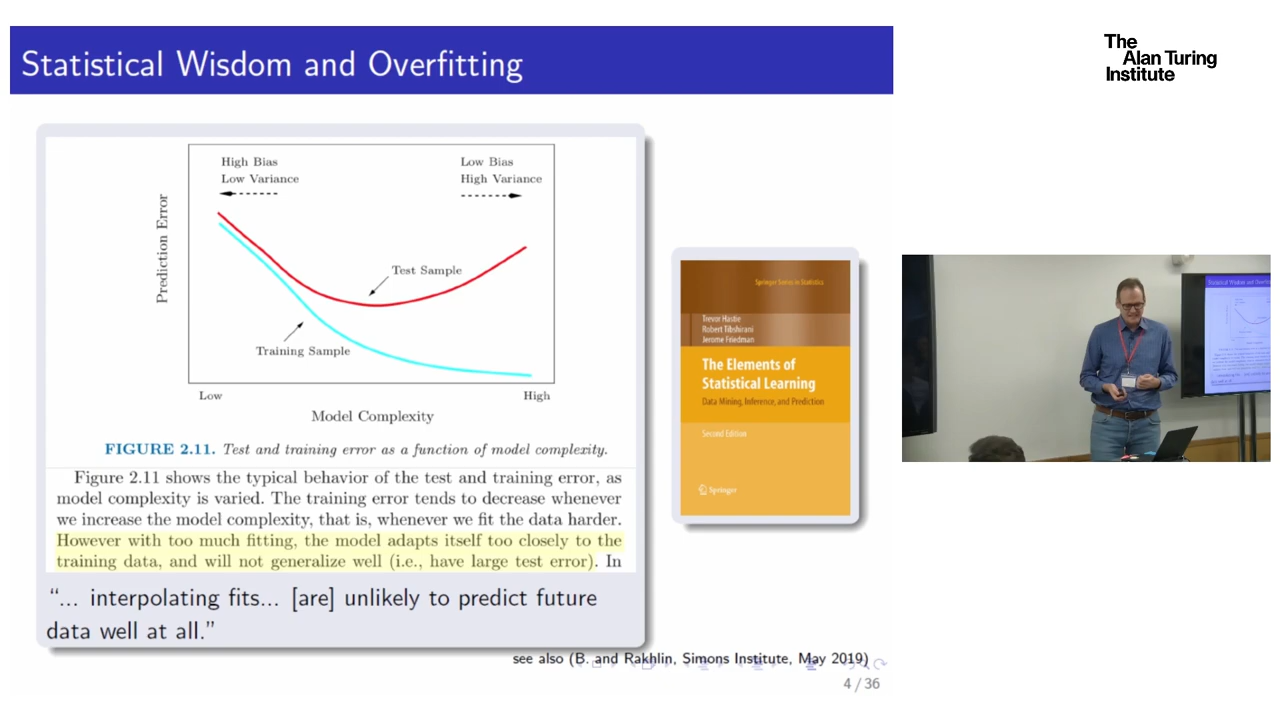 Statistical Wisdom and Overfitting
The
Alan Turing
Institute
High Bias
Low Variance
Low Bias
High Variance
Prediction Error
Test Sample
Training Sample
Low
High
Model Complexity
FIGURE 2.11. Test and training error as a function of model complexity.
Figure 2.11 shows the typical behavior of the test and training error, as
model complexity is varied. The training error tends to decrease whenever
we increase the model complexity, that is, whenever we fit the data harder.
However with too much fitting, the model adapts itself too closely to the
training data, and will not generalize well (i.e., have large test error). In
“... interpolating fits... [are] unlikely to predict future
data well at all.”
Springer Series in Statistics
Trevor Hastie
Robert Tibshirani
Jerome Friedman
The Elements of
Statistical Learning
Data Mining, Inference, and Prediction
Second Edition
Springer
see also (B. and Rakhlin, Simons Institute, May 2019)
4 / 36
Statistical Wisdom and Overfitting